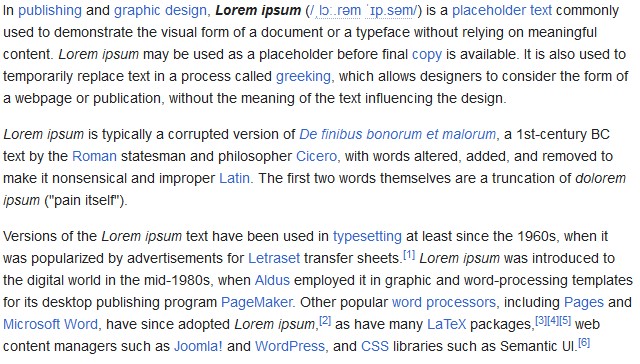 In publishing and graphic design, Lorem ipsum (/ˌlɔː.rəm ˈɪp.səm/) is a placeholder text commonly
used to demonstrate the visual form of a document or a typeface without relying on meaningful
content. Lorem ipsum may be used as a placeholder before final copy is available. It is also used to
temporarily replace text in a process called greeking, which allows designers to consider the form of
a webpage or publication, without the meaning of the text influencing the design.
Lorem ipsum is typically a corrupted version of De finibus bonorum et malorum, a 1st-century BC
text by the Roman statesman and philosopher Cicero, with words altered, added, and removed to
make it nonsensical and improper Latin. The first two words themselves are a truncation of dolorem
ipsum ("pain itself").
Versions of the Lorem ipsum text have been used in typesetting at least since the 1960s, when it
was popularized by advertisements for Letraset transfer sheets.[1] Lorem ipsum was introduced to
the digital world in the mid-1980s, when Aldus employed it in graphic and word-processing templates
for its desktop publishing program PageMaker. Other popular word processors, including Pages and
Microsoft Word, have since adopted Lorem ipsum,[2] as have many LaTeX packages,[3][4][5] web
content managers such as Joomla! and WordPress, and CSS libraries such as Semantic UI.[6]